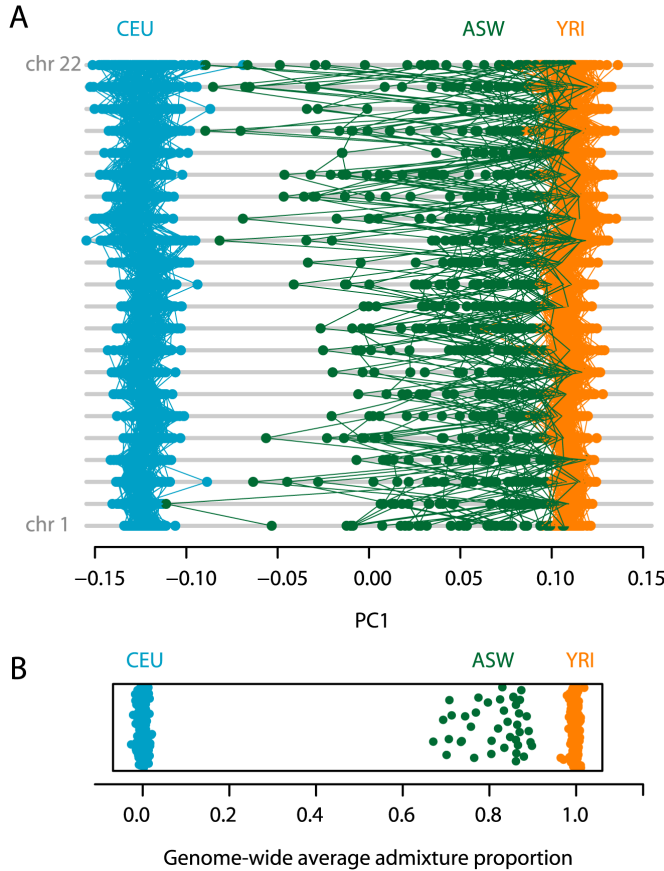 A
CEU ASW YRI
chr 22
chr 1
−0.15 −0.10 −0.05 0.00 0.05 0.10 0.15
PC1
B
CEU ASW YRI
0.0 0.2 0.4 0.6 0.8 1.0
Genome-wide average admixture proportion